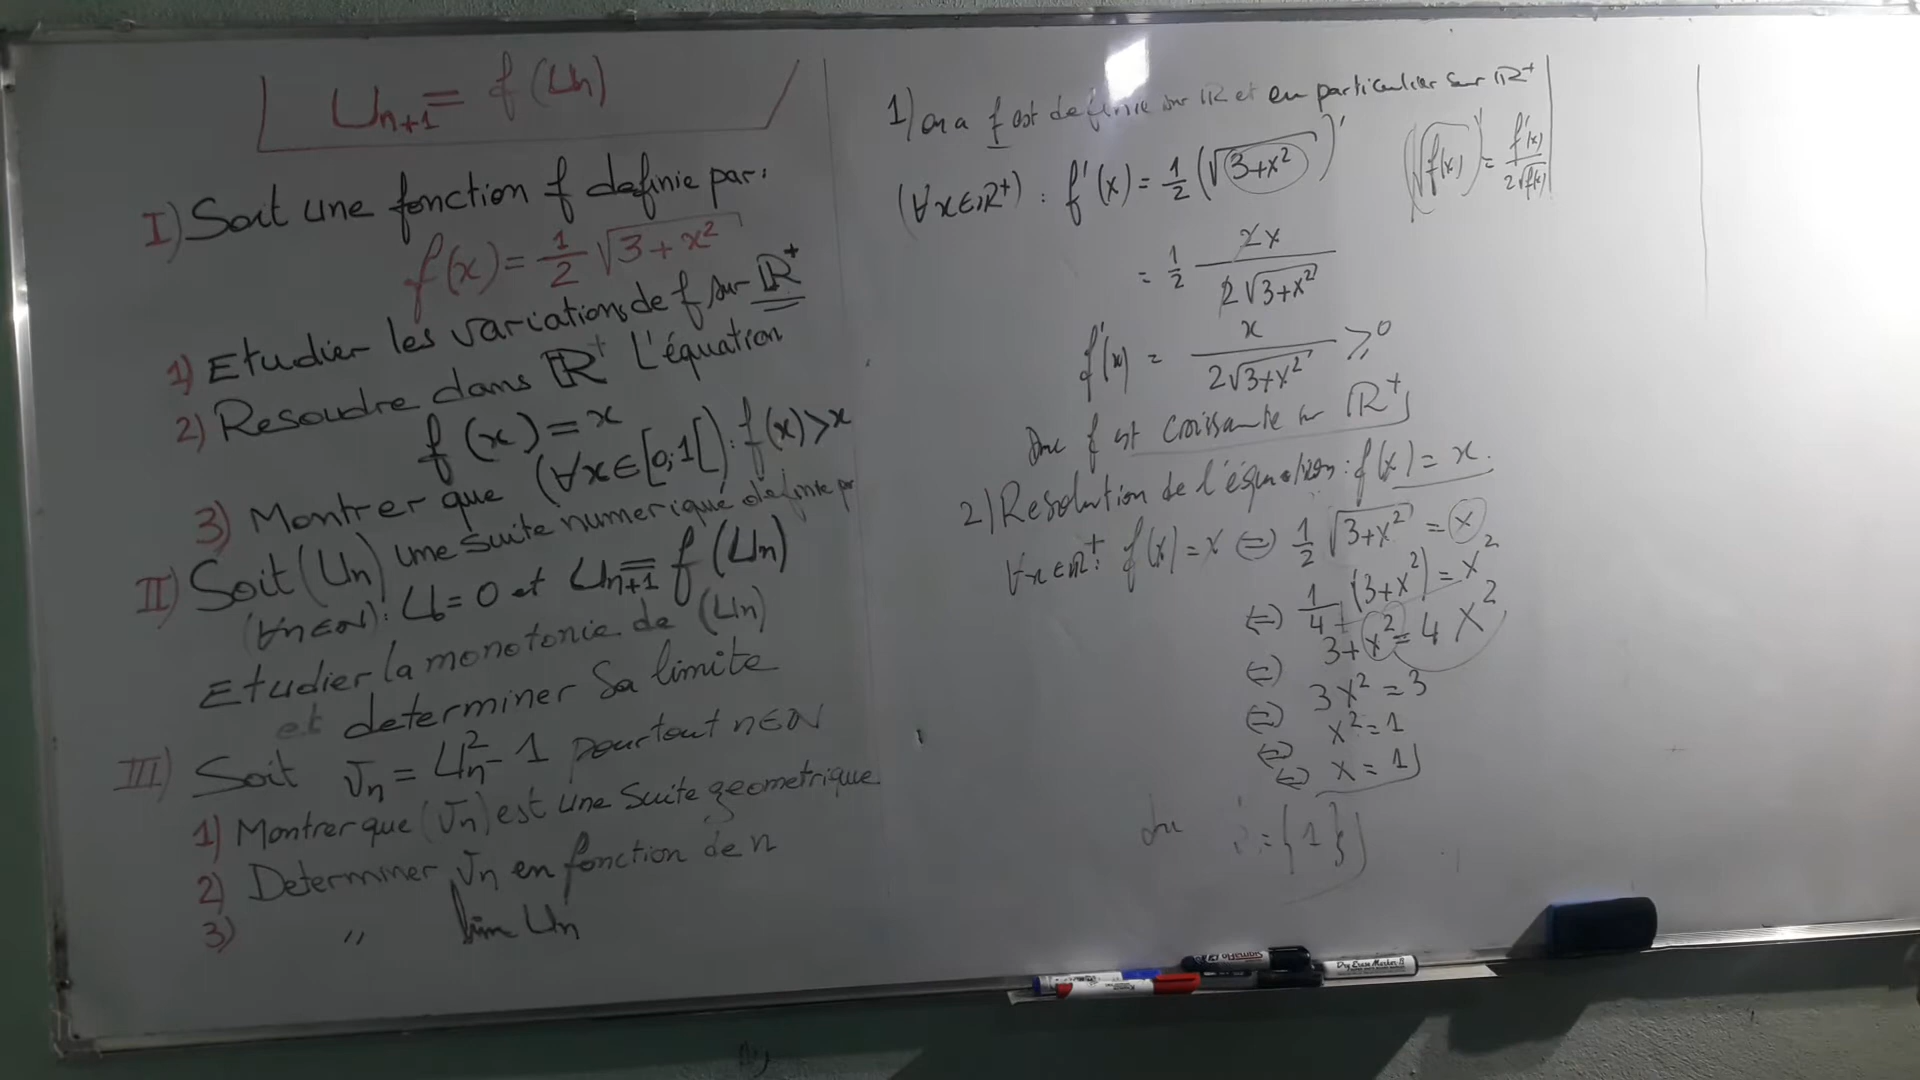 U_{n+1} = f(Un)
I) Soit une fonction f definie par:
f(x) = 1/2 √(3+x²)
1) Etudier les variations de f sur ℝ⁺
2) Resoudre dans ℝ⁺ L'équation
f(x) = x
3) Montrer que (∀x∈[0;1[): f(x)>x
II) Soit (Un) une suite numerique definie par
(∀n∈ℕ): U₀ = 0 et U_{n+1} = f(Un)
Etudier la monotonie de (Un)
et determiner sa limite
III) Soit Vn = Un² - 1 pour tout n∈ℕ
1) Montrer que (Vn) est une suite geometrique
2) Determiner Vn en fonction de n
3) " lim Un
1) on a f est definie sur ℝ et en particulier sur ℝ⁺
(∀x∈ℝ⁺): f'(x) = 1/2 (√(3+x²))'
(√f(x))' = f'(x)/2√f(x)
= 1/2 2x/2√(3+x²)
f'(x) = x/2√(3+x²) ≥ 0
Donc f est croissante sur ℝ⁺
2) Resolution de l'équation: f(x) = x.
∀x∈ℝ⁺: f(x) = x ⇔ 1/2 √(3+x²) = x
⇔ 1/4 (3+x²) = x²
⇔ 3+x² = 4x²
⇔ 3x² = 3
⇔ x² = 1
⇔ x = 1
= {1}